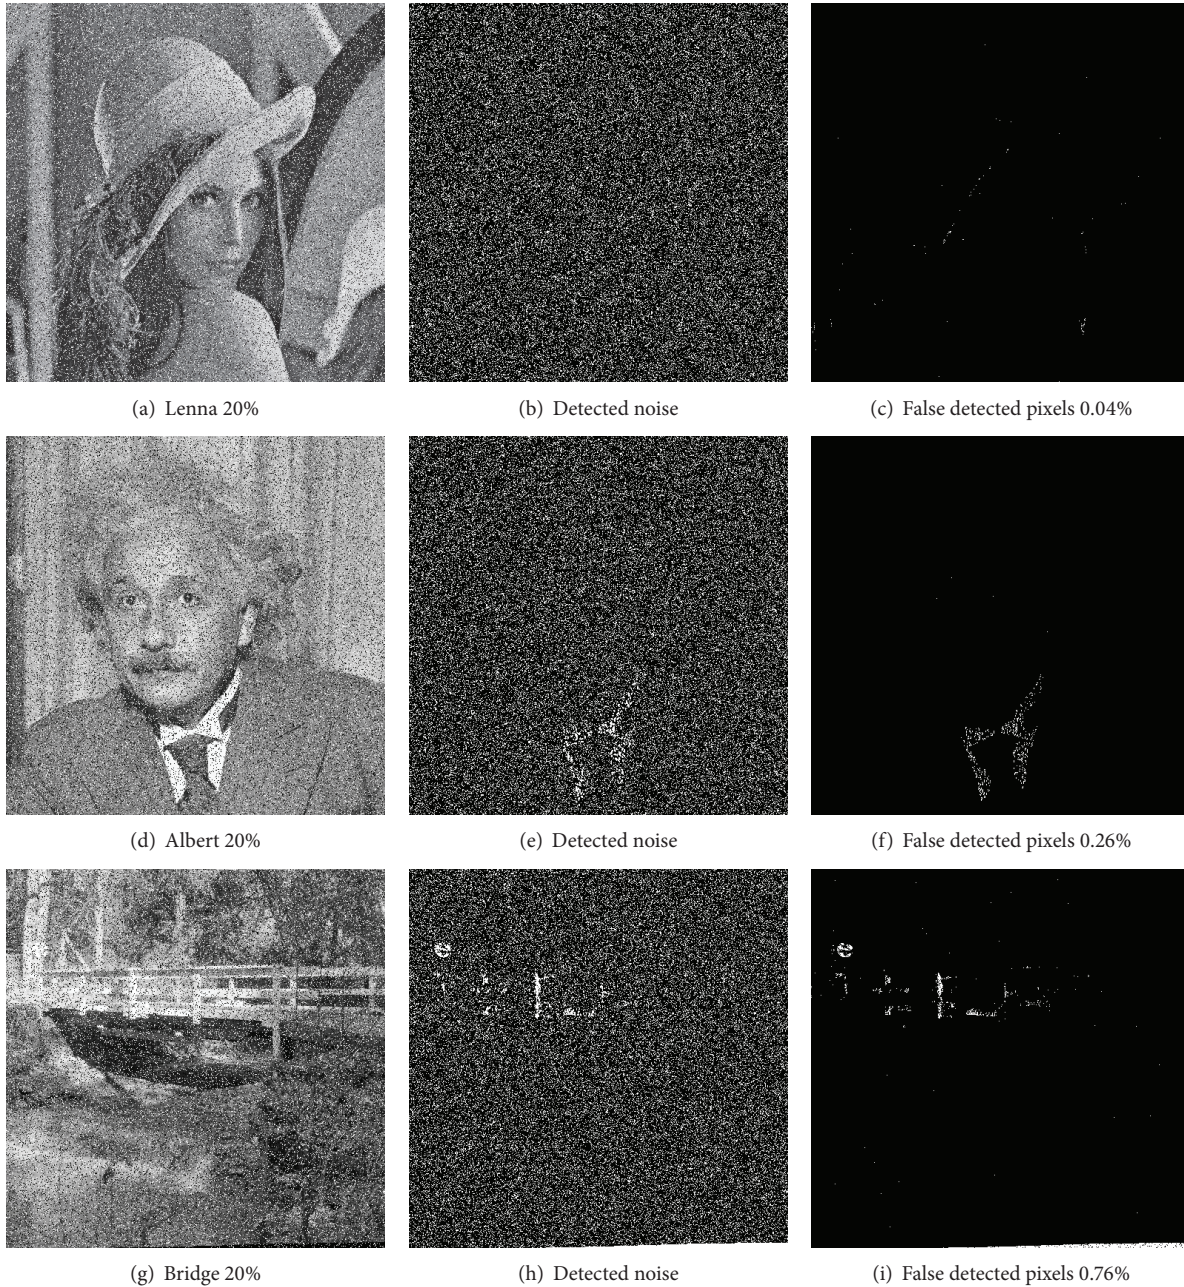 (a) Lenna 20%
(b) Detected noise
(c) False detected pixels 0.04%
(d) Albert 20%
(e) Detected noise
(f) False detected pixels 0.26%
(g) Bridge 20%
(h) Detected noise
(i) False detected pixels 0.76%